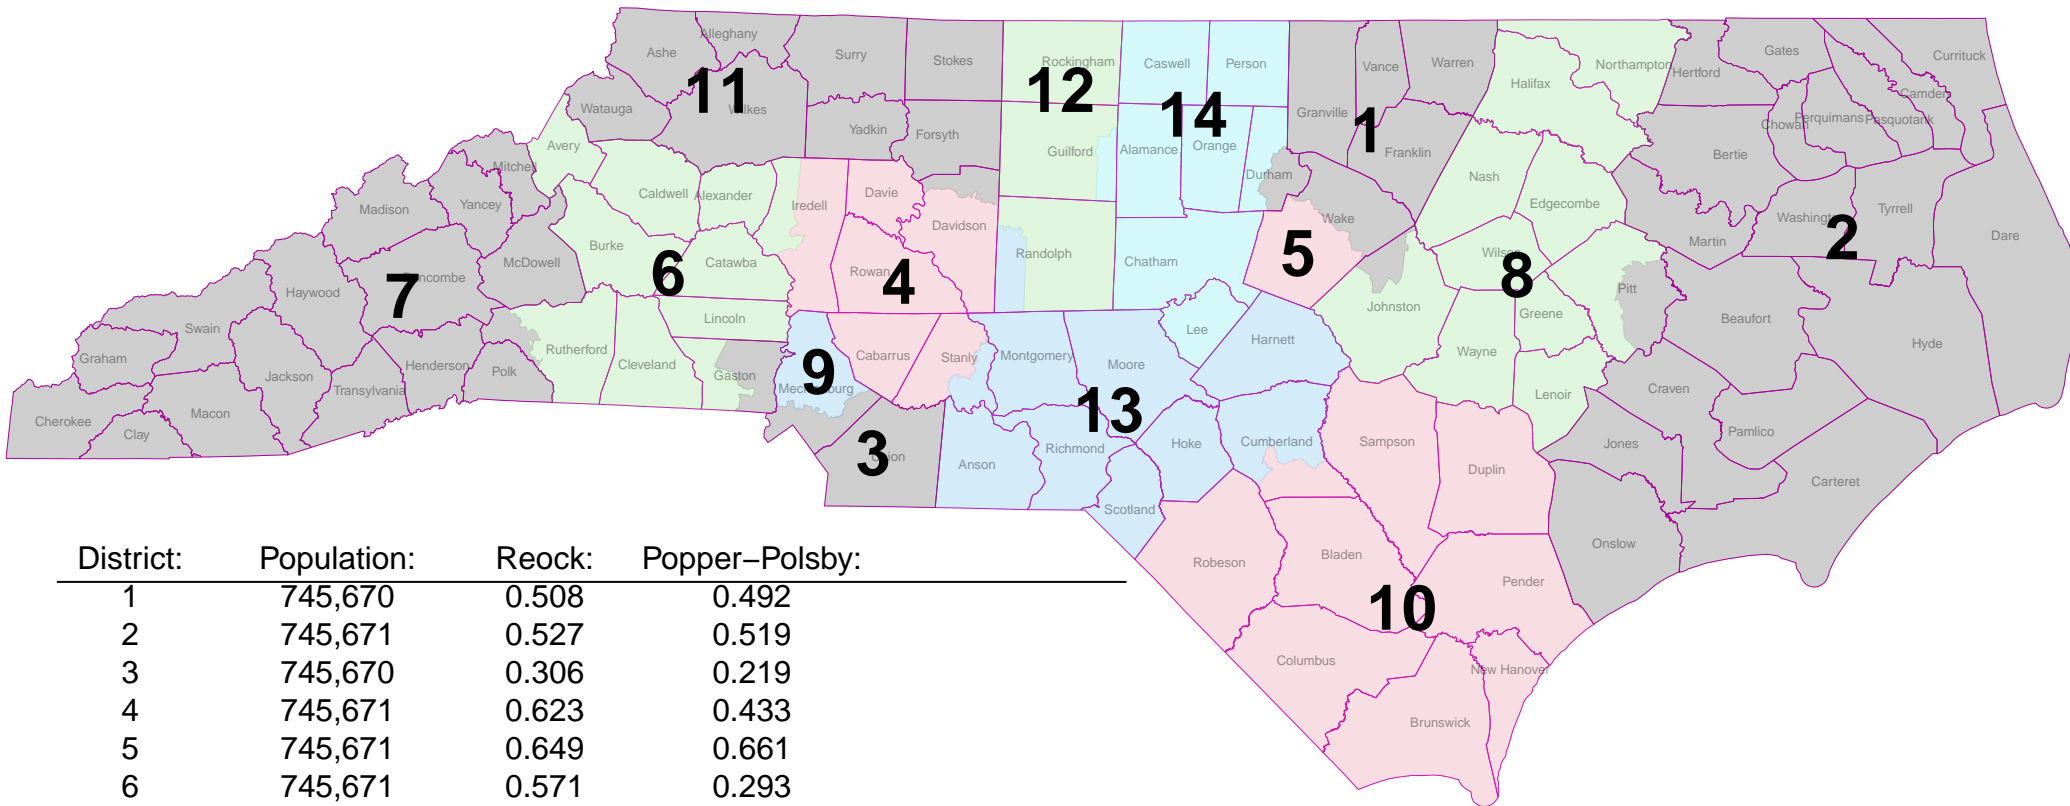 Alleghany
Ashe
Surry
Stokes
Rockingham
Caswell
Person
Vance
Warren
Northampton
Gates
Currituck
Hertford
Halifax
11
12
14
Watauga
Wilkes
Camden
Granville
1
Perquimans
Pasquotank
Chowan
Yadkin
Forsyth
Avery
Guilford
Alamance
Orange
Franklin
Bertie
Mitchell
Durham
Nash
Caldwell
Alexander
Davie
Iredell
Edgecombe
Madison
Yancey
Wake
Washington
Tyrrell
Davidson
Burke
Randolph
Chatham
5
Wilson
Martin
2
Dare
McDowell
Catawba
6
Rowan
4
8
Buncombe
7
Haywood
Pitt
Johnston
Greene
Lincoln
Beaufort
Swain
Lee
Harnett
Hyde
Graham
Rutherford
Cleveland
Cabarrus
Stanly
Montgomery
Moore
Wayne
Henderson
Polk
Gaston
9
Mecklenburg
Jackson
Transylvania
Craven
Lenoir
Macon
13
Cherokee
Clay
Hoke
Cumberland
Sampson
Jones
Pamlico
3
Union
Anson
Richmond
Duplin
Carteret
Scotland
Onslow
Robeson
Bladen
Pender
10
Columbus
New Hanover
Brunswick
District: Population: Reock: Popper−Polsby:
1 745,670 0.508 0.492
2 745,671 0.527 0.519
3 745,670 0.306 0.219
4 745,671 0.623 0.433
5 745,671 0.649 0.661
6 745,671 0.571 0.293